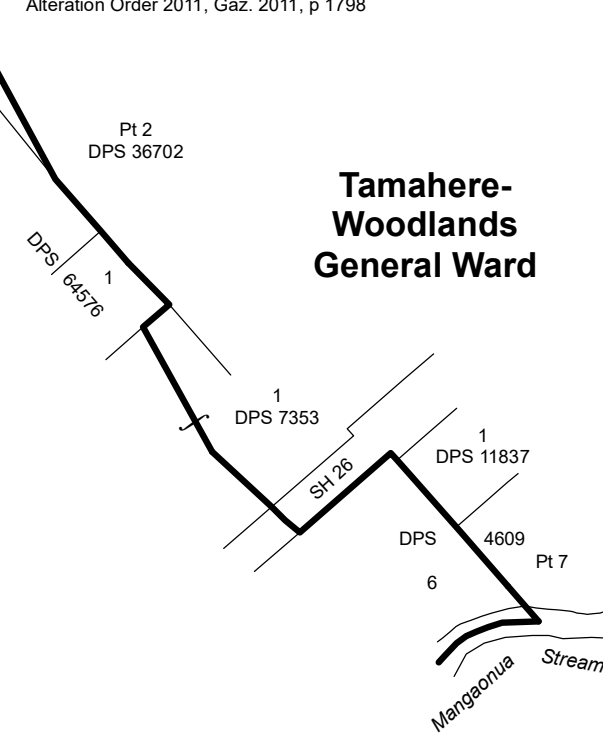 Alteration Order 2011, Gaz. 2011, p 1798
Pt 2
DPS 36702
Tamahere-
Woodlands
General Ward
DPS 64576
1
1
DPS 7353
SH 26
1
DPS 11837
DPS 4609
Pt 7
6
Mangaonua Stream